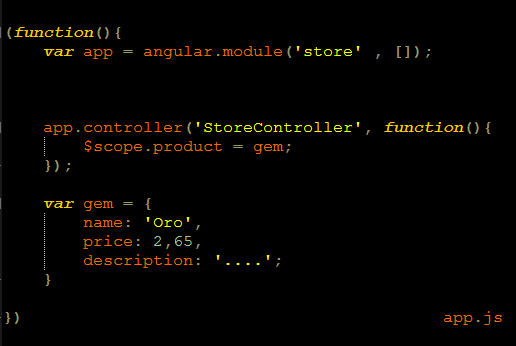 (function(){
var app = angular.module('store' , []);
app.controller('StoreController', function(){
$scope.product = gem;
});
var gem = {
name: 'Oro',
price: 2,65,
description: '....';
}
})
app.js